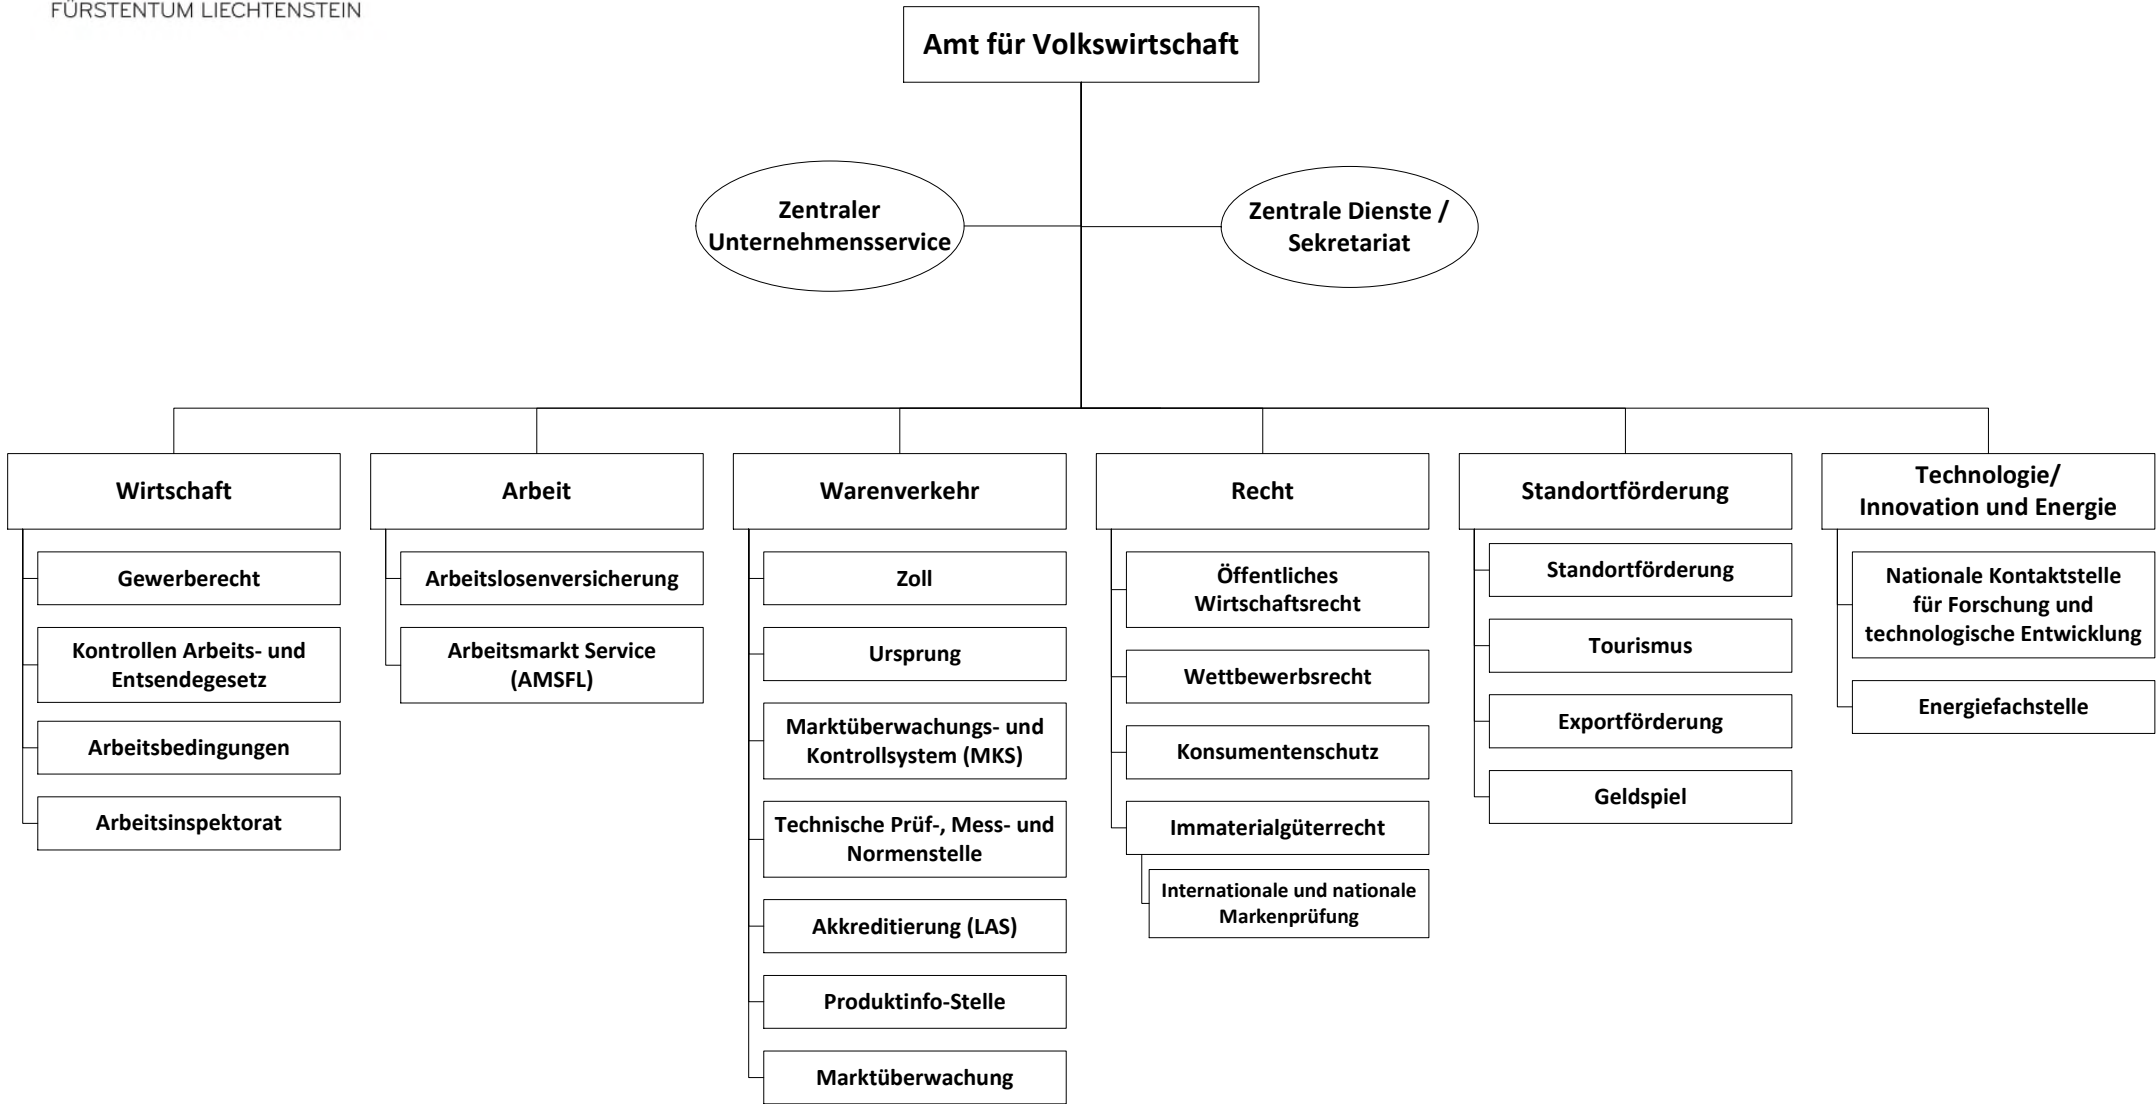 FÜRSTENTUM LIECHTENSTEIN
Amt für Volkswirtschaft
Zentraler
Unternehmensservice
Zentrale Dienste /
Sekretariat
Wirtschaft
Gewerberecht
Kontrollen Arbeits- und
Entsendegesetz
Arbeitsbedingungen
Arbeitsinspektorat
Arbeit
Arbeitslosenversicherung
Arbeitsmarkt Service
(AMSFL)
Warenverkehr
Zoll
Ursprung
Marktüberwachungs- und
Kontrollsystem (MKS)
Technische Prüf-, Mess- und
Normenstelle
Akkreditierung (LAS)
Produktinfo-Stelle
Marktüberwachung
Recht
Öffentliches
Wirtschaftsrecht
Wettbewerbsrecht
Konsumentenschutz
Immaterialgüterrecht
Internationale und nationale
Markenprüfung
Standortförderung
Standortförderung
Tourismus
Exportförderung
Geldspiel
Technologie/
Innovation und Energie
Nationale Kontaktstelle
für Forschung und
technologische Entwicklung
Energiefachstelle